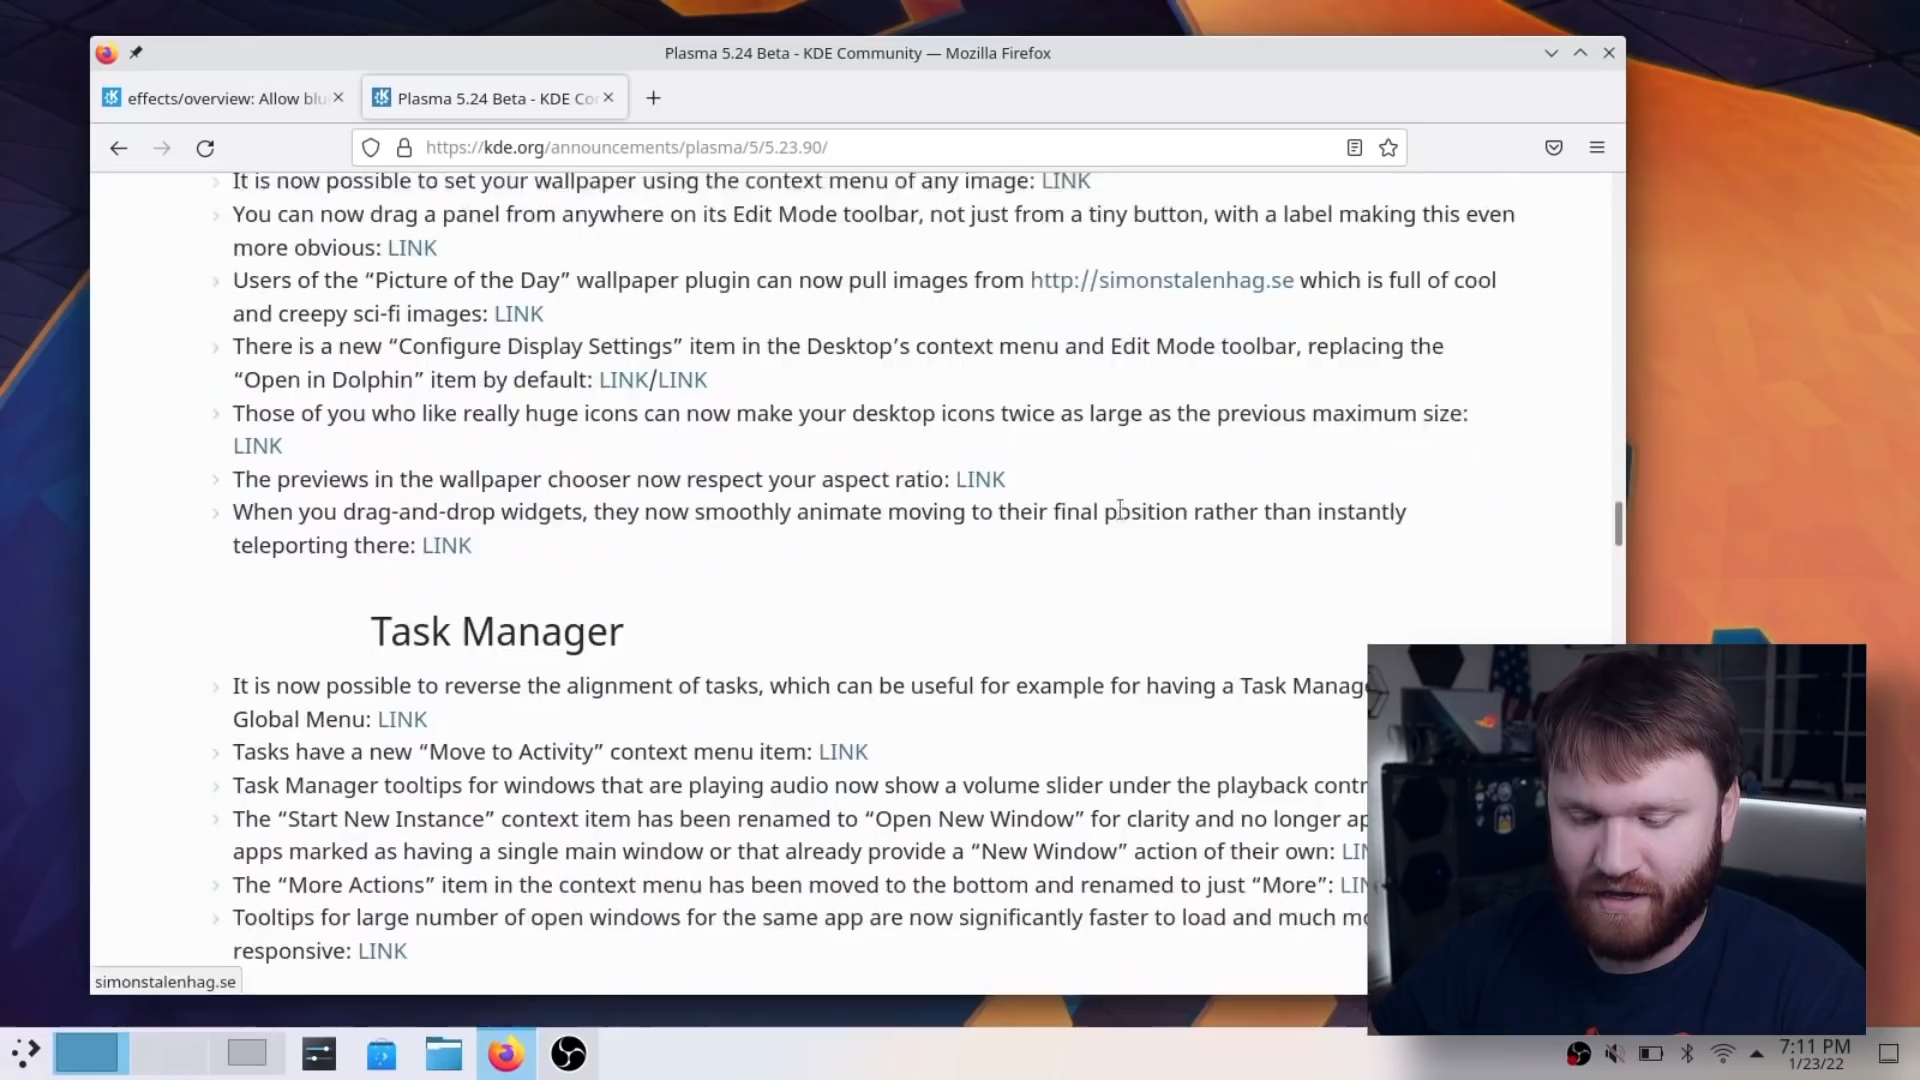 Plasma 5.24 Beta - KDE Community — Mozilla Firefox
effects/overview: Allow blu
Plasma 5.24 Beta - KDE Co
https://kde.org/announcements/plasma/5/5.23.90/
It is now possible to set your wallpaper using the context menu of any image: LINK
You can now drag a panel from anywhere on its Edit Mode toolbar, not just from a tiny button, with a label making this even
more obvious: LINK
Users of the “Picture of the Day” wallpaper plugin can now pull images from http://simonstalenhag.se which is full of cool
and creepy sci-fi images: LINK
There is a new “Configure Display Settings” item in the Desktop’s context menu and Edit Mode toolbar, replacing the
“Open in Dolphin” item by default: LINK/LINK
Those of you who like really huge icons can now make your desktop icons twice as large as the previous maximum size:
LINK
The previews in the wallpaper chooser now respect your aspect ratio: LINK
When you drag-and-drop widgets, they now smoothly animate moving to their final position rather than instantly
teleporting there: LINK
Task Manager
It is now possible to reverse the alignment of tasks, which can be useful for example for having a Task Manage
Global Menu: LINK
Tasks have a new “Move to Activity” context menu item: LINK
Task Manager tooltips for windows that are playing audio now show a volume slider under the playback contr
The “Start New Instance” context item has been renamed to “Open New Window” for clarity and no longer ap
apps marked as having a single main window or that already provide a “New Window” action of their own: LIN
The “More Actions” item in the context menu has been moved to the bottom and renamed to just “More”: LIN
Tooltips for large number of open windows for the same app are now significantly faster to load and much mo
responsive: LINK
simonstalenhag.se
7:11 PM
1/23/22